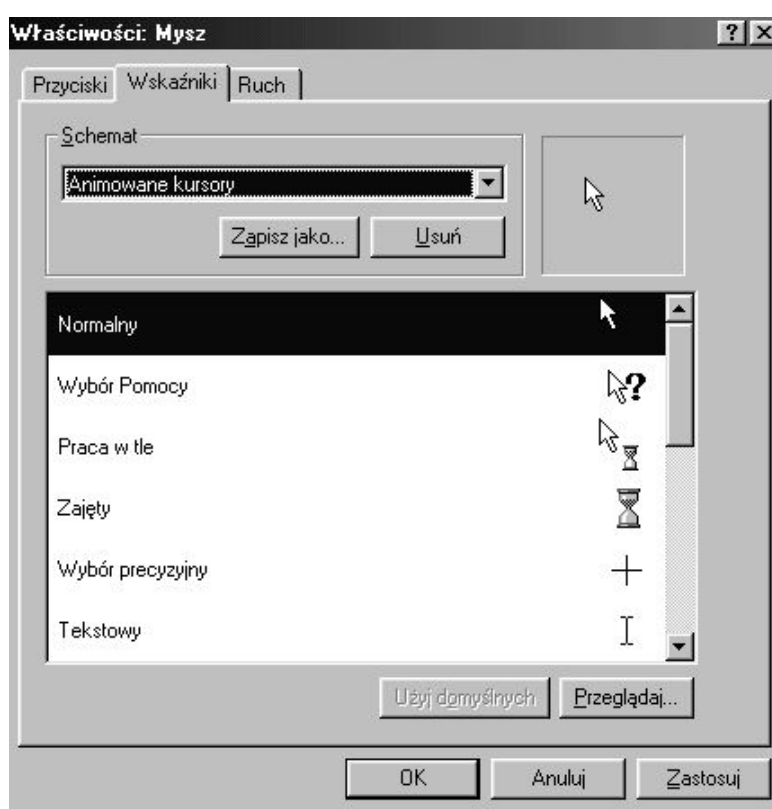 Właściwości: Mysz
Przyciski Wskaźniki Ruch
Schemat
Animowane kursory
Zapisz jako... Usuń
Normalny
Wybór Pomocy
Praca w tle
Zajęty
Wybór precyzyjny
Tekstowy
Użyj domyślnych Przeglądaj...
OK Anuluj Zastosuj